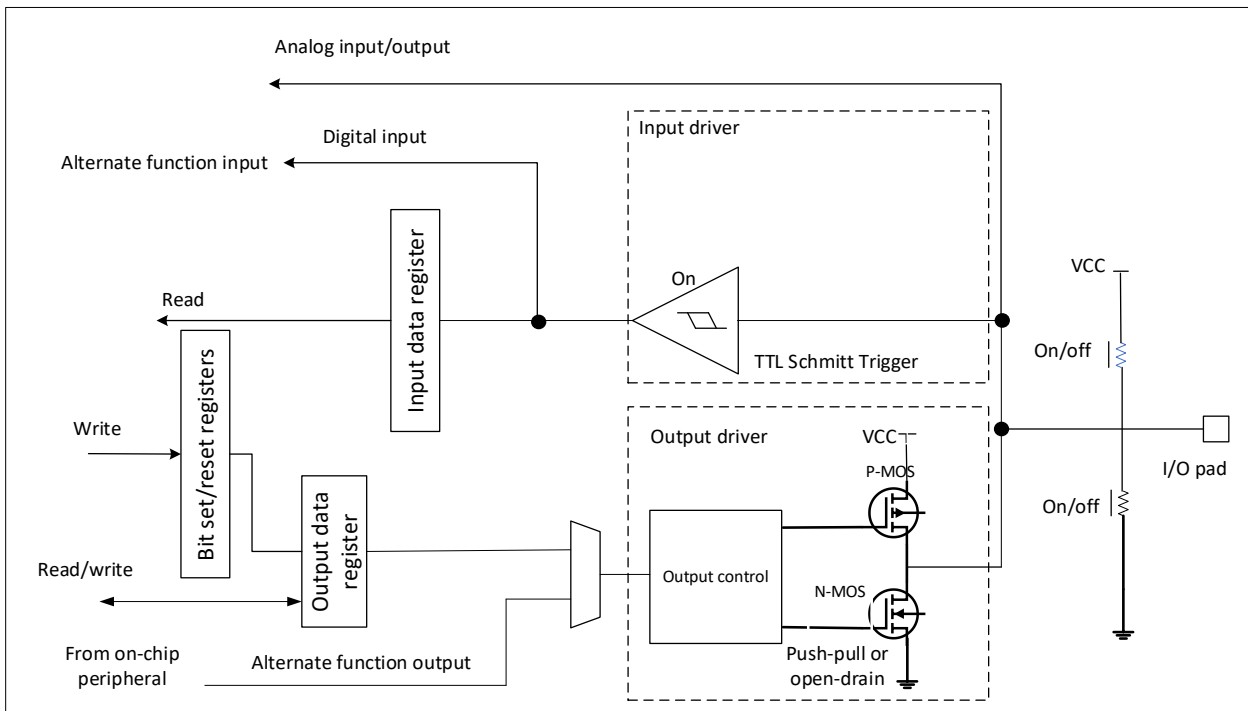 Analog input/output
Input driver
Digital input
Alternate function input
VCC
On
Read
Input data register
On/off
TTL Schmitt Trigger
Bit set/reset registers
Write
Output driver
VCC
I/O pad
P-MOS
Output data
register
On/off
Read/write
Output control
N-MOS
From on-chip
peripheral
Alternate function output
Push-pull or
open-drain